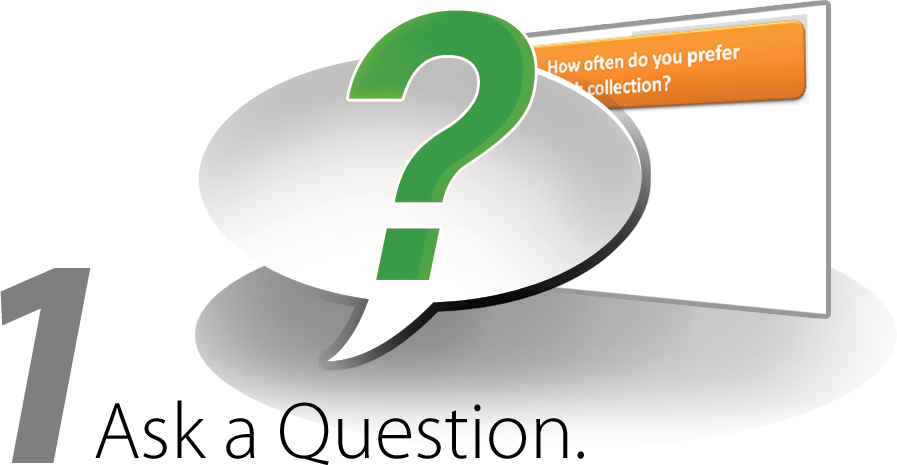 How often do you prefer
collection?
1
Ask a Question.